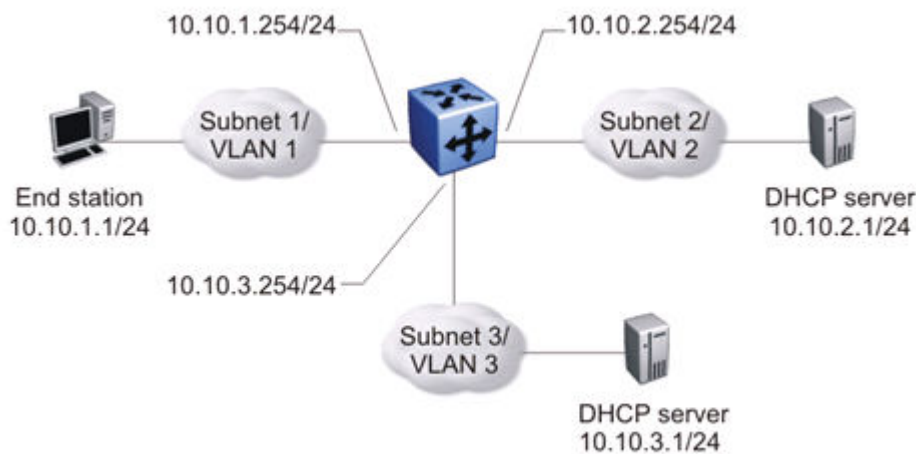 10.10.1.254/24
10.10.2.254/24
Subnet 1/
VLAN 1
Subnet 2/
VLAN 2
End station
10.10.1.1/24
DHCP server
10.10.2.1/24
10.10.3.254/24
Subnet 3/
VLAN 3
DHCP server
10.10.3.1/24